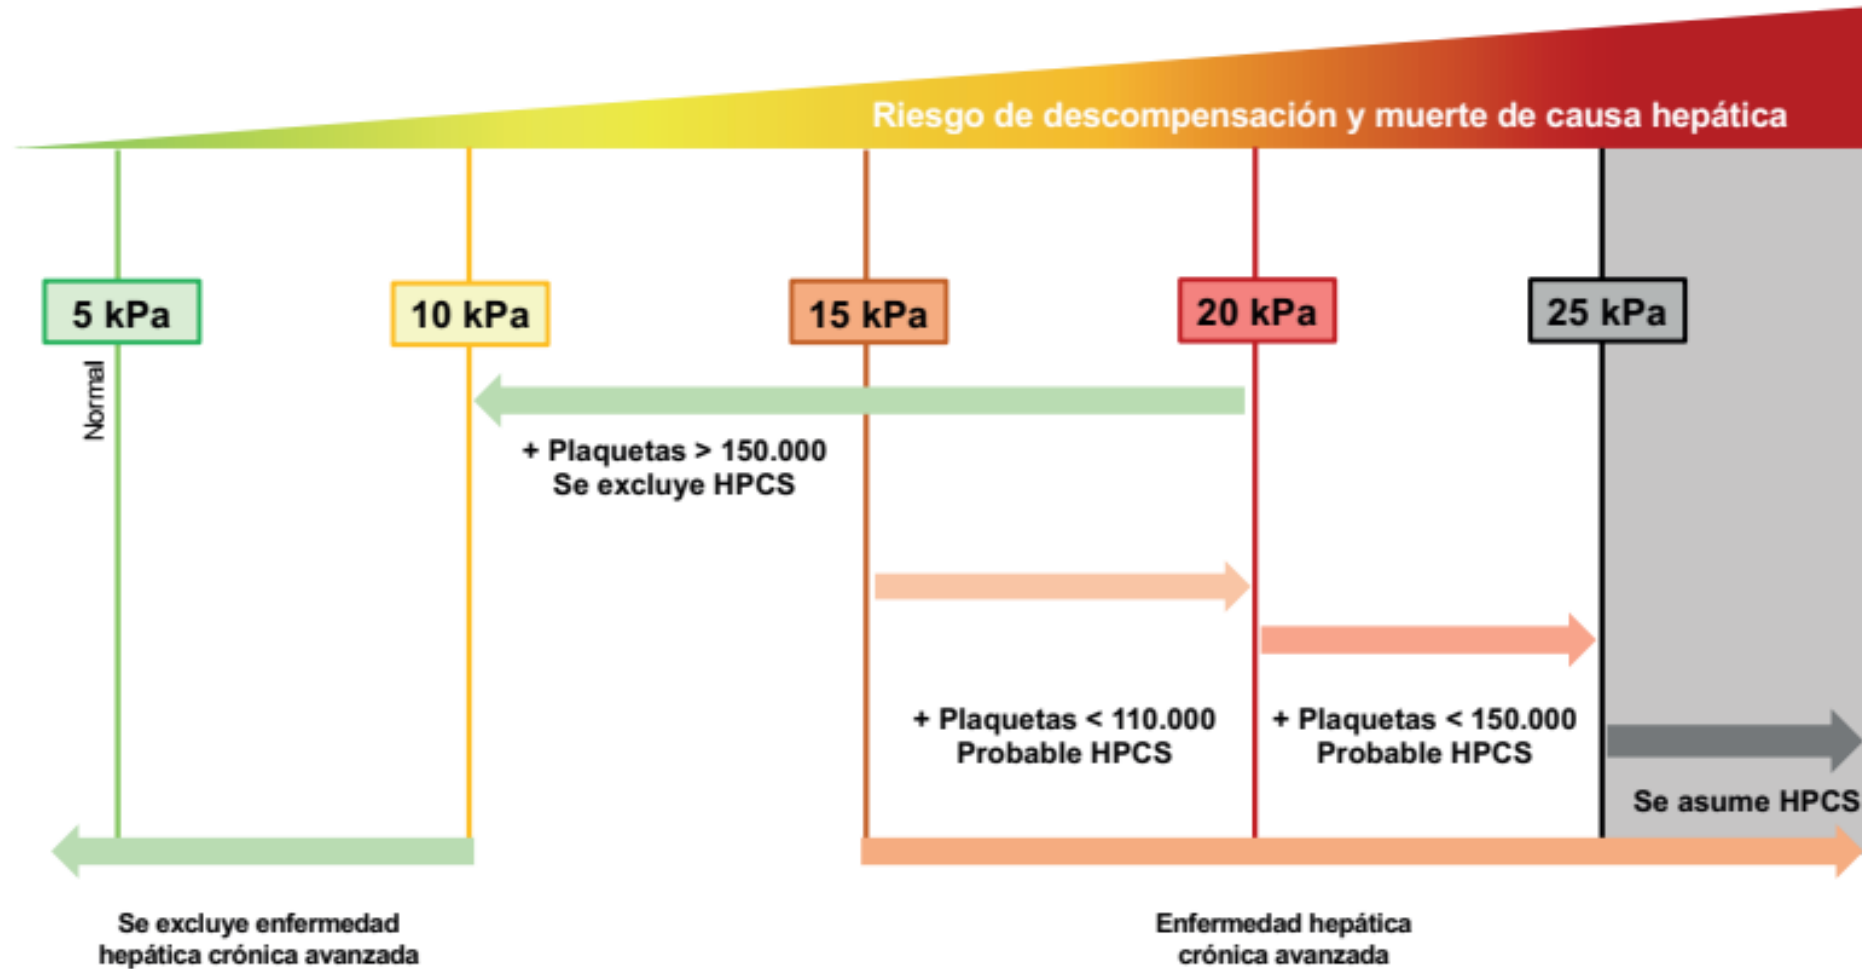 Riesgo de descompensación y muerte de causa hepática
5 kPa
10 kPa
15 kPa
20 kPa
25 kPa
Normal
+ Plaquetas > 150.000
Se excluye HPCS
+ Plaquetas < 110.000
Probable HPCS
+ Plaquetas < 150.000
Probable HPCS
Se asume HPCS
Se excluye enfermedad
hepática crónica avanzada
Enfermedad hepática
crónica avanzada